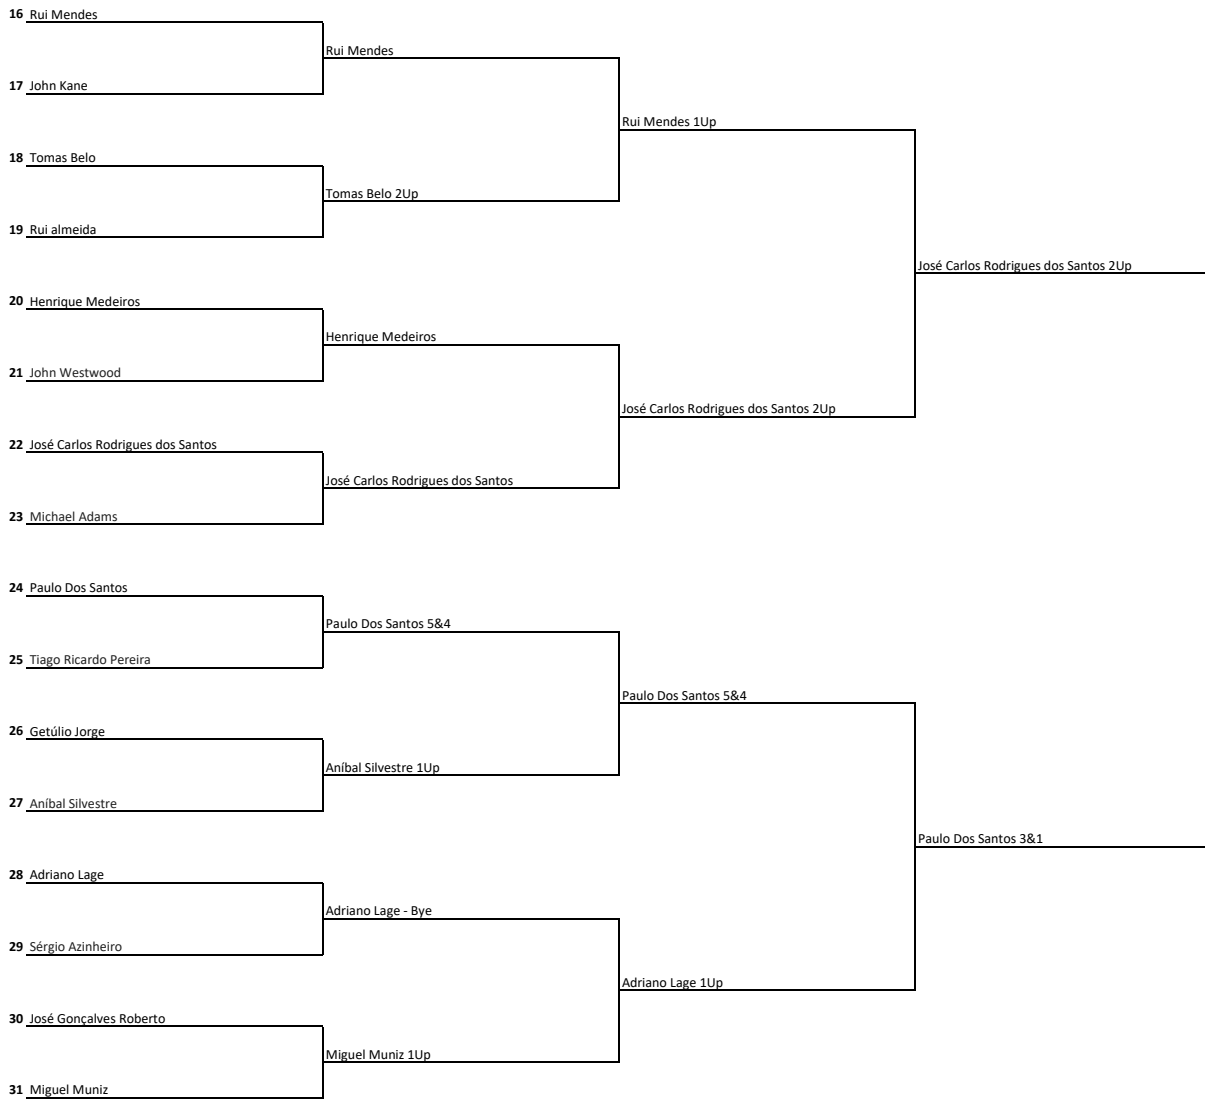 16 Rui Mendes
Rui Mendes
17 John Kane
Rui Mendes 1Up
18 Tomas Belo
Tomas Belo 2Up
19 Rui almeida
José Carlos Rodrigues dos Santos 2Up
20 Henrique Medeiros
Henrique Medeiros
21 John Westwood
José Carlos Rodrigues dos Santos 2Up
22 José Carlos Rodrigues dos Santos
José Carlos Rodrigues dos Santos
23 Michael Adams
24 Paulo Dos Santos
Paulo Dos Santos 5&4
25 Tiago Ricardo Pereira
Paulo Dos Santos 5&4
26 Getúlio Jorge
Aníbal Silvestre 1Up
27 Aníbal Silvestre
Paulo Dos Santos 3&1
28 Adriano Lage
Adriano Lage - Bye
29 Sérgio Azinheiro
Adriano Lage 1Up
30 José Gonçalves Roberto
Miguel Muniz 1Up
31 Miguel Muniz